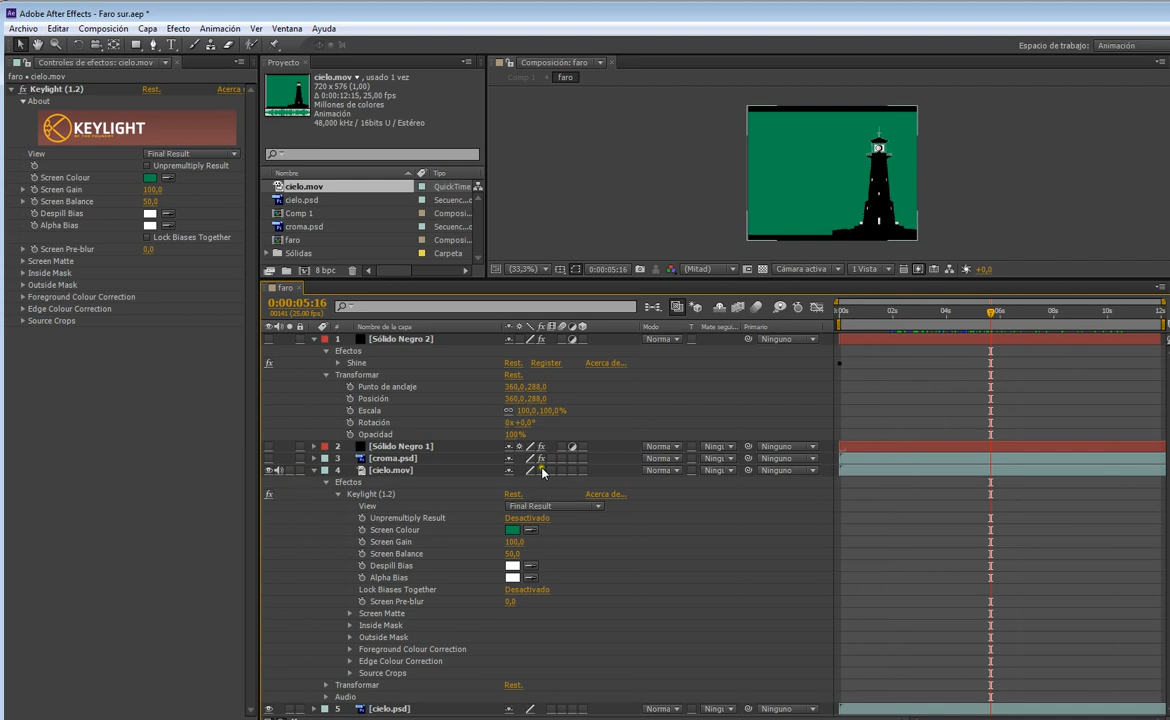 Adobe After Effects - Faro sur.aep *
Archivo Editar Composición Capa Efecto Animación Ver Ventana Ayuda
Espacio de trabajo: Animación
Controles de efectos: cielo.mov
faro • cielo.mov
fx Keylight (1.2) Rest. Acerca
About
KEYLIGHT
View Final Result
Unpremultiply Result
Screen Colour
Screen Gain 100,0
Screen Balance 50,0
Despill Bias
Alpha Bias
Lock Biases Together
Screen Pre-blur 0,0
Screen Matte
Inside Mask
Outside Mask
Foreground Colour Correction
Edge Colour Correction
Source Crops
Proyecto
cielo.mov ▼, usado 1 vez
720 x 576 (1,00)
Δ 0:00:12:15, 25,00 fps
Millones de colores
Animación
48,000 kHz / 16bits U / Estéreo
Nombre Tipo
cielo.mov QuickTime
cielo.psd Secuenc...o
Comp 1 Composi...
croma.psd Secuenc...o
faro Composi...
Sólidas Carpeta
8 bpc
Composición: faro
Comp 1 faro
(33,3%) 0:00:05:16 (Mitad) Cámara activa 1 Vista +0,0
faro
0:00:05:16
00141 (25.00 fps)
# Nombre de la capa Modo T Mate segui... Primario
:00s 02s 04s 06s 08s 10s 12s
1 [Sólido Negro 2] Norma Ninguno
Efectos
fx Shine Rest. Register Acerca de...
Transformar Rest.
Punto de anclaje 360,0,288,0
Posición 360,0,288,0
Escala 100,0,100,0%
Rotación 0x+0,0°
Opacidad 100%
2 [Sólido Negro 1] Norma Ningu Ninguno
3 [croma.psd] Norma Ningu Ninguno
4 [cielo.mov] Norma Ningu Ninguno
Efectos
fx Keylight (1.2) Rest. Acerca de...
View Final Result
Unpremultiply Result Desactivado
Screen Colour
Screen Gain 100,0
Screen Balance 50,0
Despill Bias
Alpha Bias
Lock Biases Together Desactivado
Screen Pre-blur 0,0
Screen Matte
Inside Mask
Outside Mask
Foreground Colour Correction
Edge Colour Correction
Source Crops
Transformar Rest.
Audio
5 [cielo.psd] Norma Ningu Ninguno